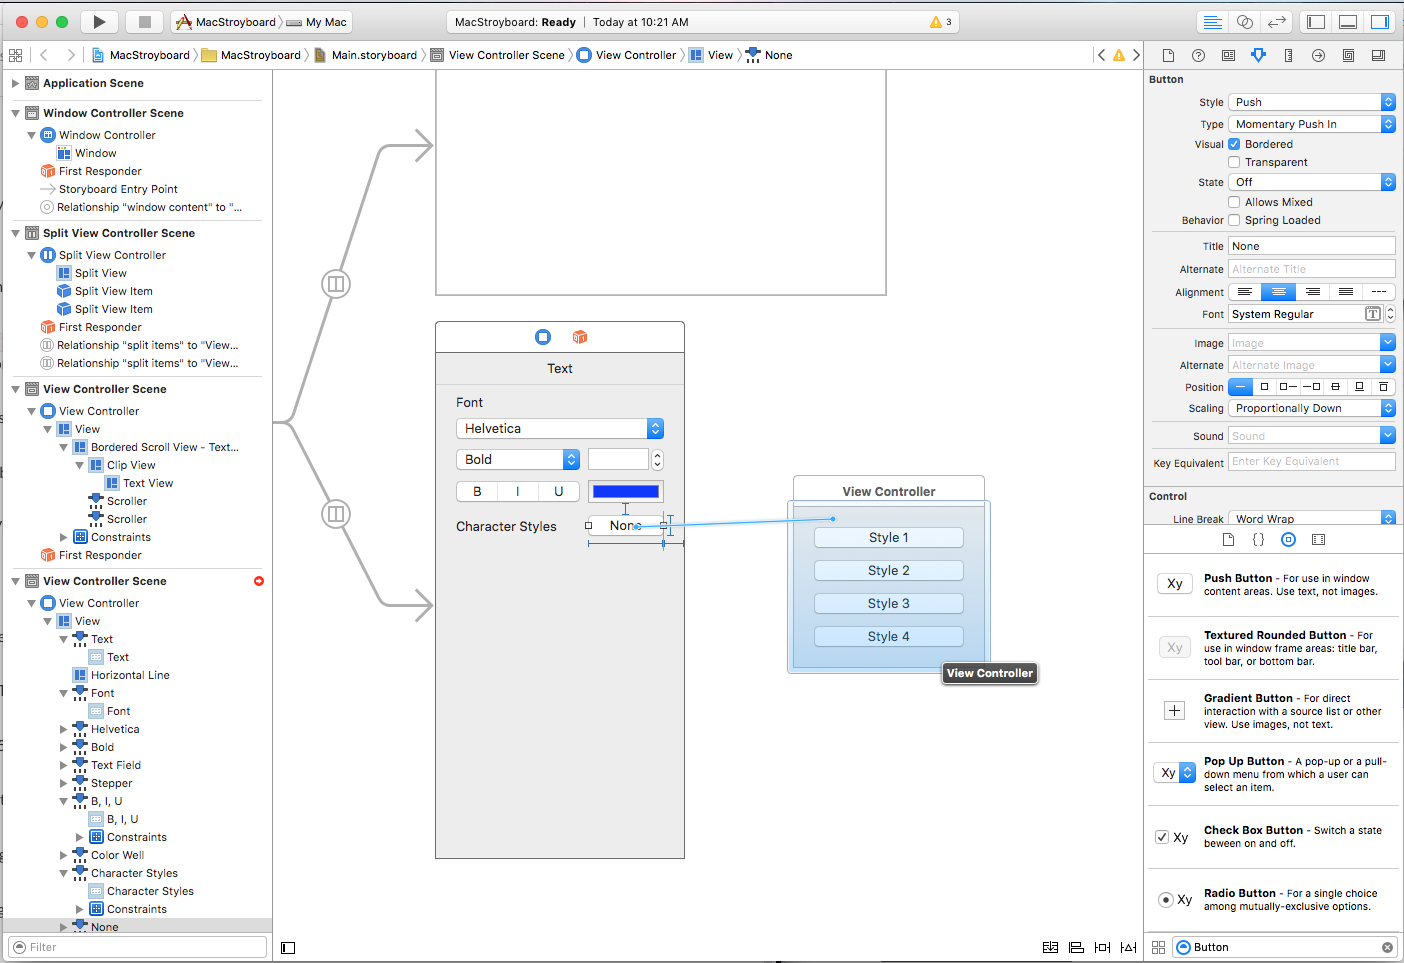 MacStroyboard My Mac
MacStroyboard: Ready | Today at 10:21 AM
3
MacStroyboard MacStroyboard Main.storyboard View Controller Scene View Controller View None
Application Scene
Window Controller Scene
Window Controller
Window
First Responder
Storyboard Entry Point
Relationship "window content" to "...
Split View Controller Scene
Split View Controller
Split View
Split View Item
Split View Item
First Responder
Relationship "split items" to "View...
Relationship "split items" to "View...
View Controller Scene
View Controller
View
Bordered Scroll View - Text...
Clip View
Text View
Scroller
Scroller
Constraints
First Responder
View Controller Scene
View Controller
View
Text
Text
Horizontal Line
Font
Font
Helvetica
Bold
Text Field
Stepper
B, I, U
B, I, U
Constraints
Color Well
Character Styles
Character Styles
Constraints
None
Filter
Text
Font
Helvetica
Bold
B I U
Character Styles None
View Controller
Style 1
Style 2
Style 3
Style 4
View Controller
Button
Style Push
Type Momentary Push In
Visual Bordered
Transparent
State Off
Allows Mixed
Behavior Spring Loaded
Title None
Alternate Alternate Title
Alignment
Font System Regular T
Image Image
Alternate Alternate Image
Position
Scaling Proportionally Down
Sound Sound
Key Equivalent Enter Key Equivalent
Control
Line Break Word Wrap
{ }
Xy Push Button - For use in window
content areas. Use text, not images.
Xy Textured Rounded Button - For
use in window frame areas: title bar,
tool bar, or bottom bar.
Gradient Button - For direct
interaction with a source list or other
view. Use images, not text.
Xy Pop Up Button - A pop-up or a pull-
down menu from which a user can
select an item.
Xy Check Box Button - Switch a state
beween on and off.
Xy Radio Button - For a single choice
among mutually-exclusive options.
Button